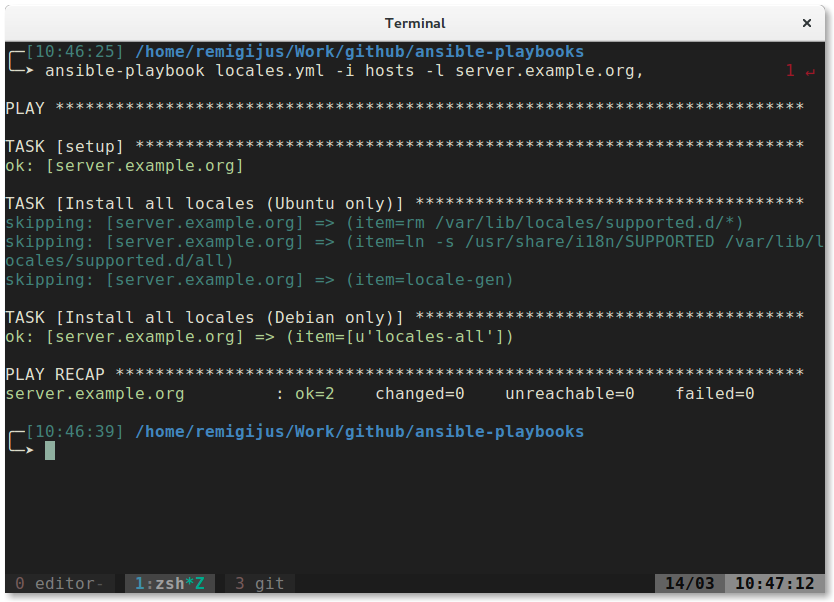 Terminal ×
╭─[10:46:25] /home/remigijus/Work/github/ansible-playbooks
╰─➤ ansible-playbook locales.yml -i hosts -l server.example.org, 1 ↵
PLAY ***************************************************************************
TASK [setup] *******************************************************************
ok: [server.example.org]
TASK [Install all locales (Ubuntu only)] ***************************************
skipping: [server.example.org] => (item=rm /var/lib/locales/supported.d/*)
skipping: [server.example.org] => (item=ln -s /usr/share/i18n/SUPPORTED /var/lib/l
ocales/supported.d/all)
skipping: [server.example.org] => (item=locale-gen)
TASK [Install all locales (Debian only)] ***************************************
ok: [server.example.org] => (item=[u'locales-all'])
PLAY RECAP *********************************************************************
server.example.org : ok=2 changed=0 unreachable=0 failed=0
╭─[10:46:39] /home/remigijus/Work/github/ansible-playbooks
╰─➤
0 editor- 1:zsh*Z 3 git 14/03 10:47:12